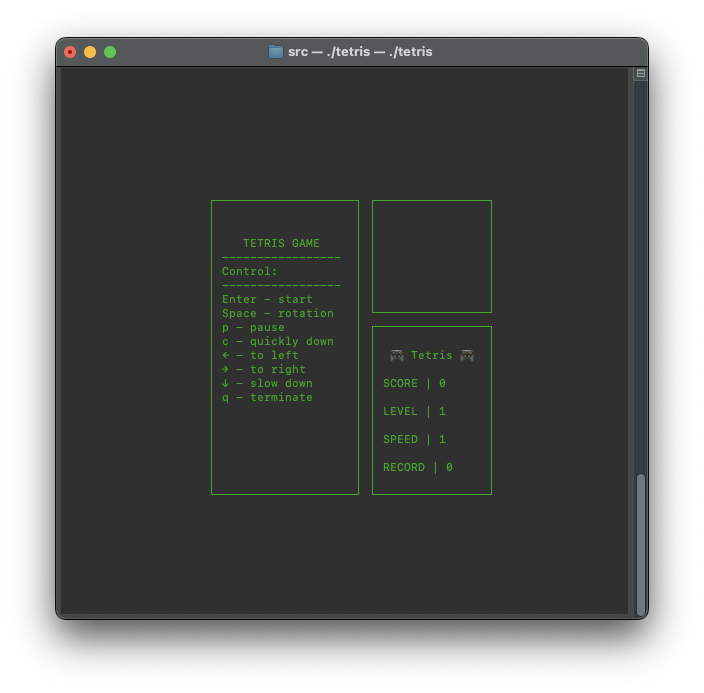 src — ./tetris — ./tetris
TETRIS GAME
—————————————————
Control:
—————————————————
Enter — start
Space — rotation
p — pause
c — quickly down
← — to left
→ — to right
↓ — slow down
q — terminate
🎮 Tetris 🎮
SCORE | 0
LEVEL | 1
SPEED | 1
RECORD | 0